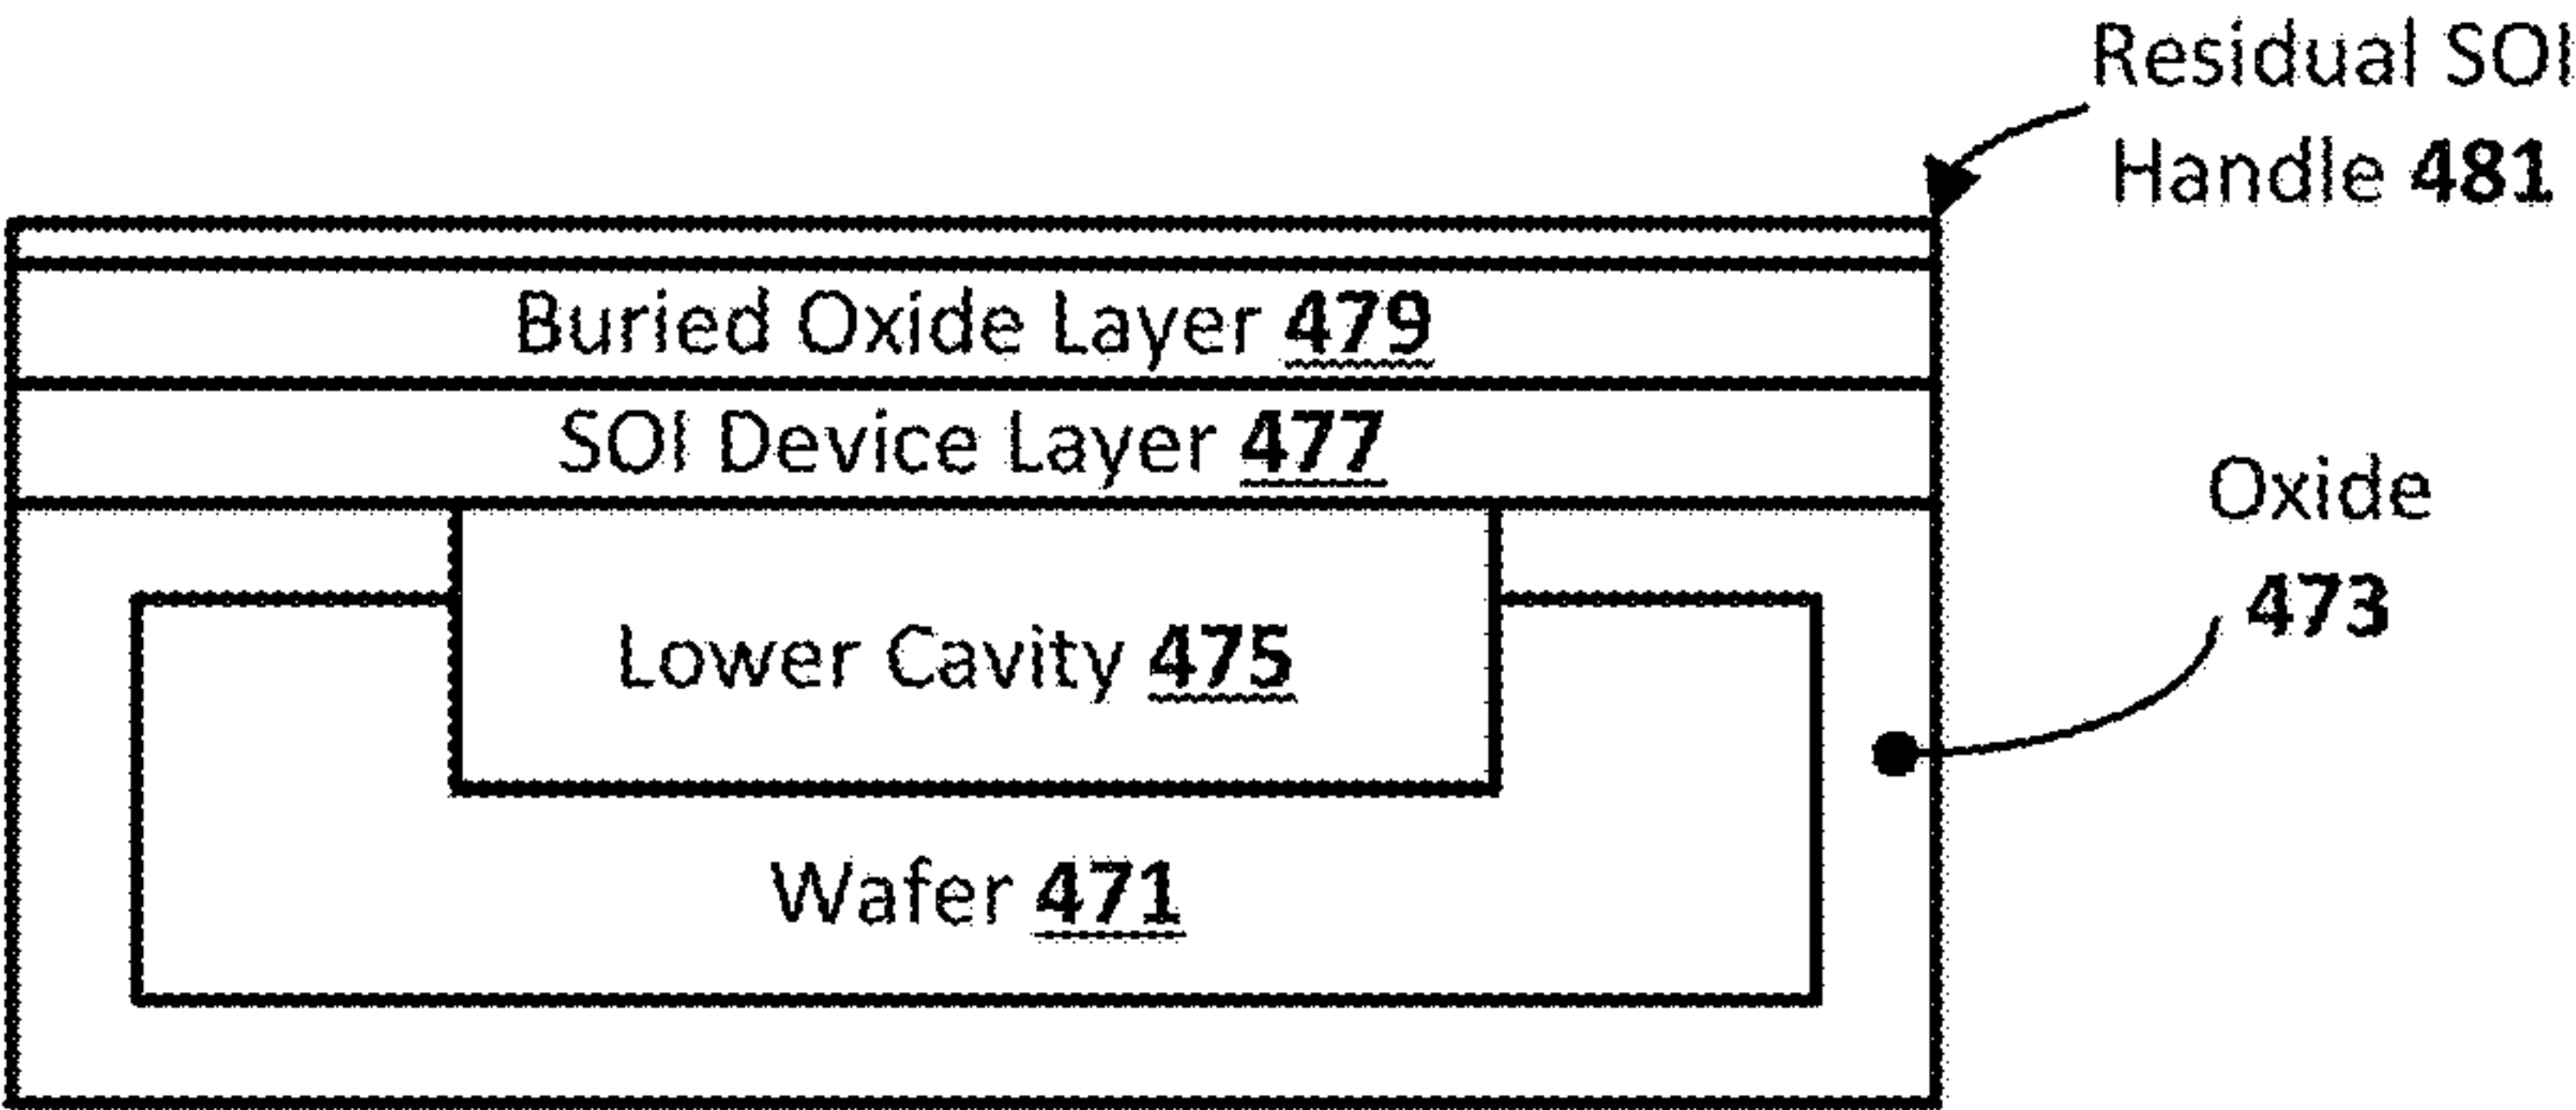 Residual SOI
Handle 481
Buried Oxide Layer 479
SOI Device Layer 477
Oxide
473
Lower Cavity 475
Wafer 471